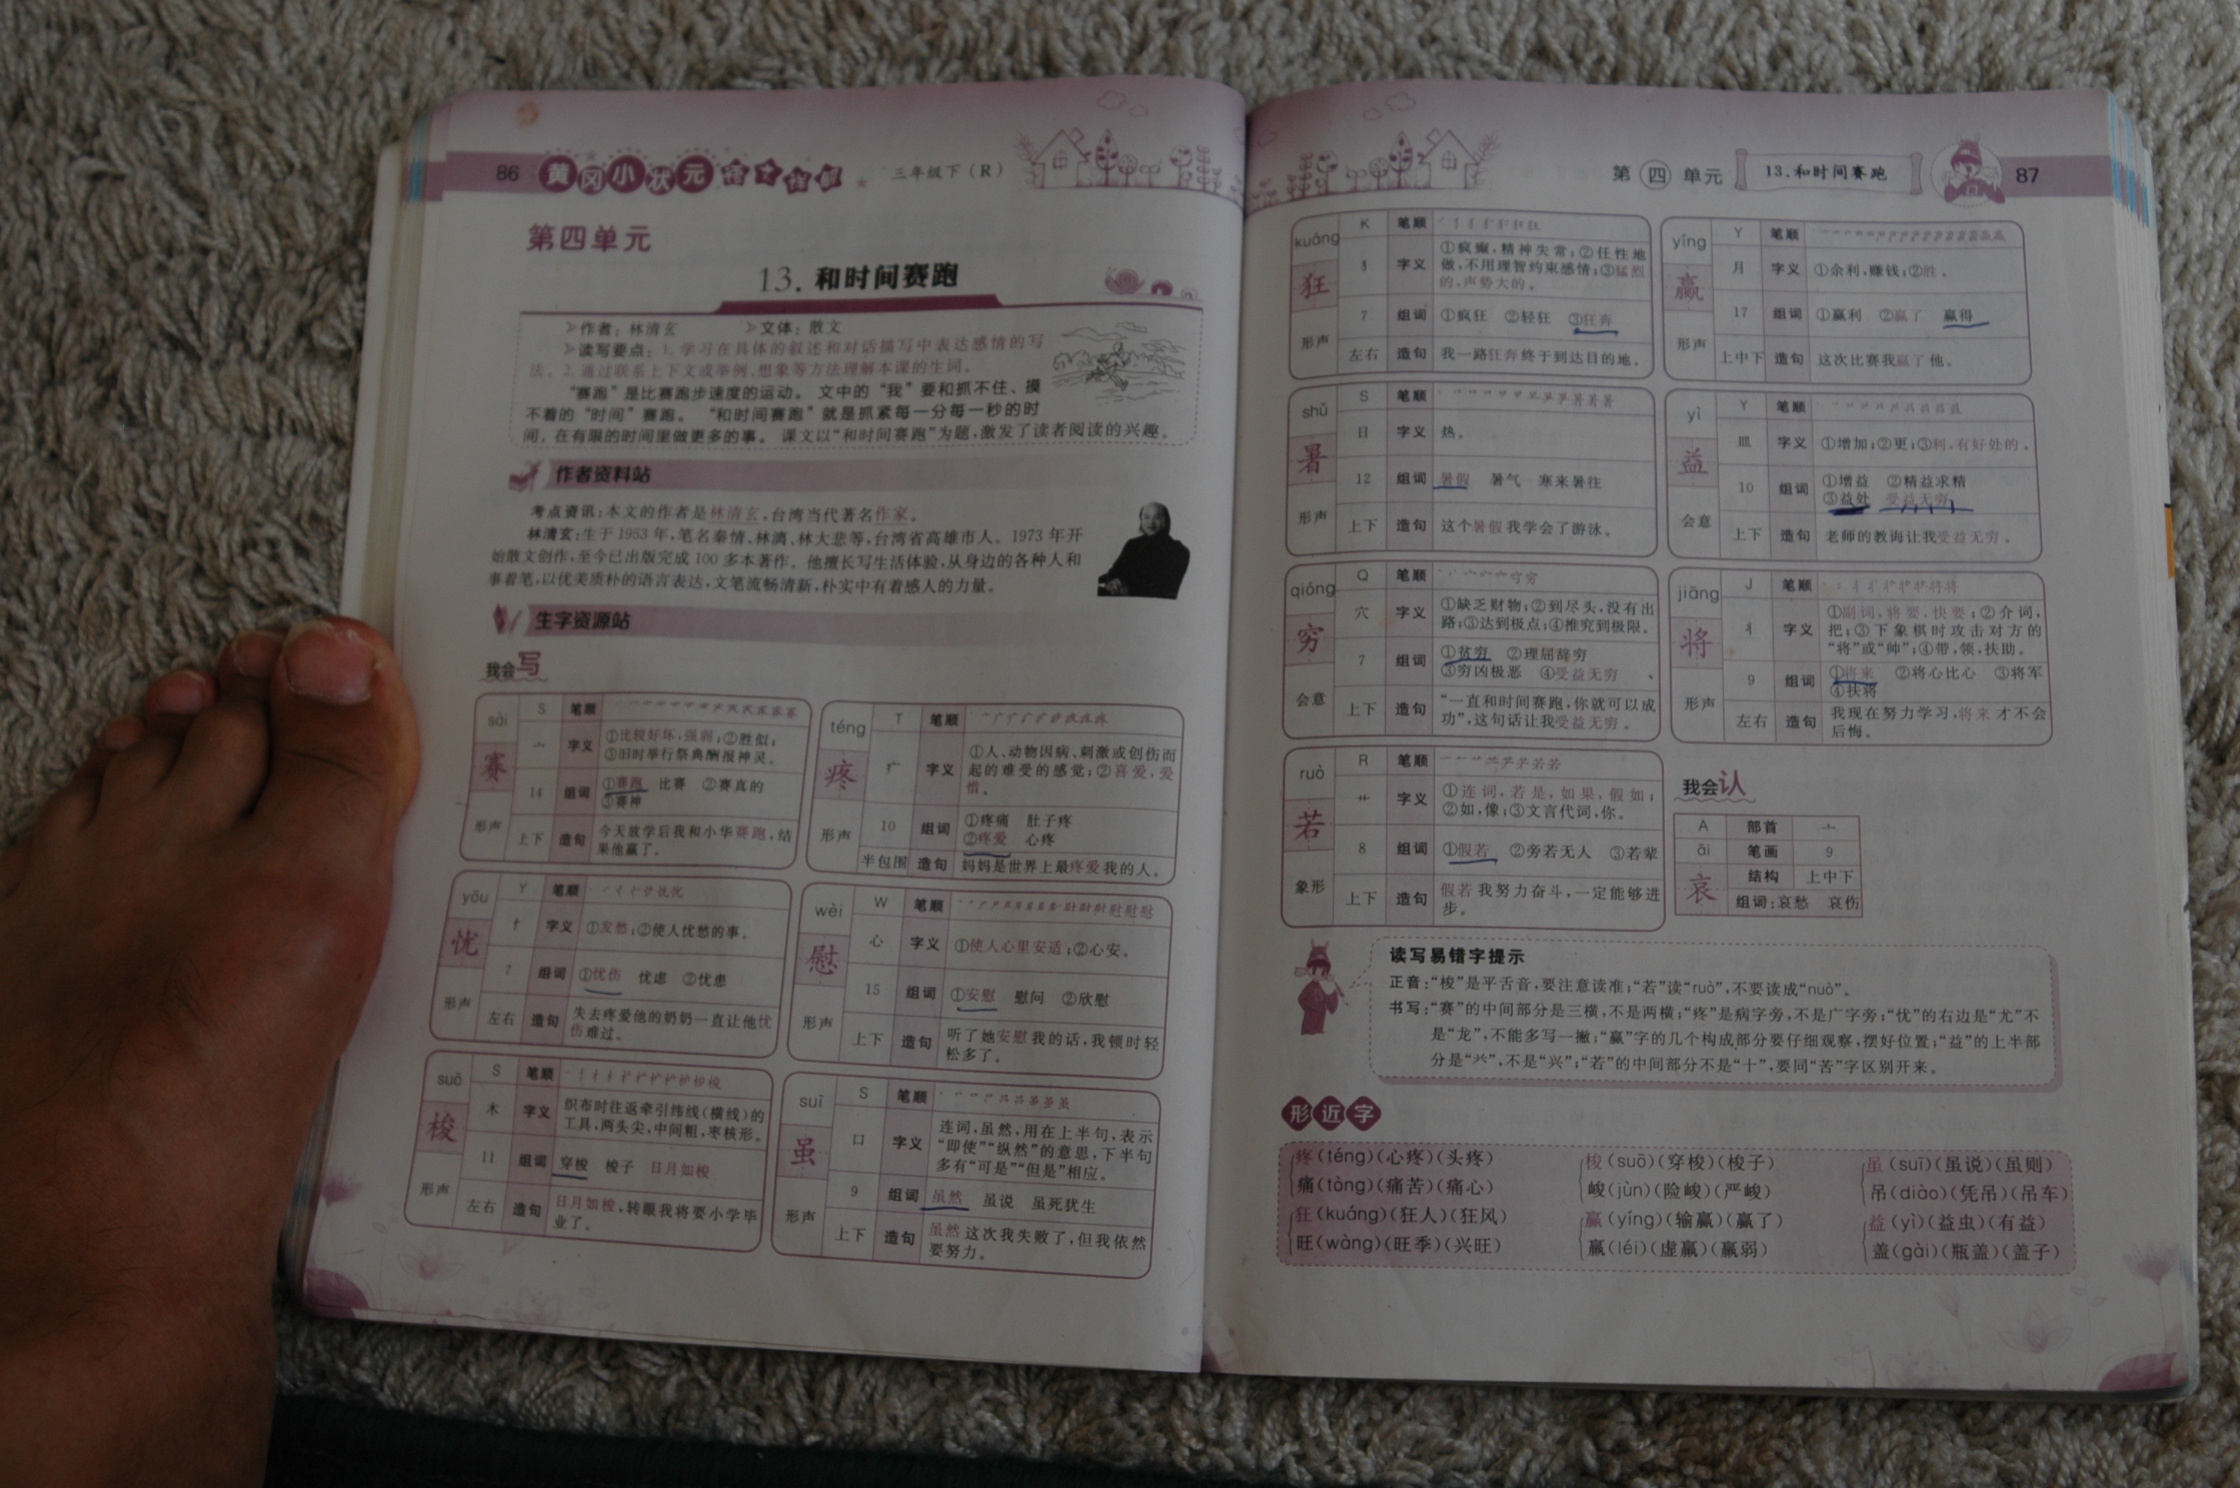 86 黄冈小状元 ★ 三年级下（R）
第四单元
13.和时间赛跑
≻作者：林清玄 ≻文体：散文
≻读写要点：1.学习在具体的叙述和对话描写中表达感情的写
法。2.通过联系上下文或举例、想象等方法理解本课的生词。
“赛跑”是比赛跑步速度的运动。文中的“我”要和抓不住、摸
不着的“时间”赛跑。“和时间赛跑”就是抓紧每一分每一秒的时
间，在有限的时间里做更多的事。课文以“和时间赛跑”为题，激发了读者阅读的兴趣。
作者资料站
考点资讯：本文的作者是林清玄，台湾当代著名作家。
林清玄：生于1953年，笔名秦情、林漓、林大悲等，台湾省高雄市人。1973年开
始散文创作，至今已出版完成100多本著作。他擅长写生活体验，从身边的各种人和
事着笔，以优美质朴的语言表达，文笔流畅清新，朴实中有着感人的力量。
生字资源站
我会写
sài S 笔顺
赛 宀 字义 ①比较好坏，强弱；②胜似；
③旧时举行祭典酬报神灵。
14 组词 ①赛跑 比赛 ②赛真的
③赛神
形声 上下 造句 今天放学后我和小华赛跑，结
果他赢了。
téng T 笔顺
疼 疒 字义 ①人、动物因病、刺激或创伤而
起的难受的感觉；②喜爱，爱
惜。
10 组词 ①疼痛 肚子疼
②疼爱 心疼
形声 半包围 造句 妈妈是世界上最疼爱我的人。
yōu Y 笔顺
忧 忄 字义 ①发愁；②使人忧愁的事。
7 组词 ①忧伤 忧虑 ②忧患
形声 左右 造句 失去疼爱他的奶奶一直让他忧
伤难过。
wèi W 笔顺
慰 心 字义 ①使人心里安适；②心安。
15 组词 ①安慰 慰问 ②欣慰
形声 上下 造句 听了她安慰我的话，我顿时轻
松多了。
suō S 笔顺
梭 木 字义 织布时往返牵引纬线（横线）的
工具，两头尖、中间粗，枣核形。
11 组词 穿梭 梭子 日月如梭
形声 左右 造句 日月如梭，转眼我将要小学毕
业了。
suī S 笔顺
虽 口 字义 连词，虽然，用在上半句，表示
“即使”“纵然”的意思，下半句
多有“可是”“但是”相应。
9 组词 虽然 虽说 虽死犹生
形声 上下 造句 虽然这次我失败了，但我依然
要努力。
第四单元 13.和时间赛跑 87
kuáng K 笔顺
狂 犭 字义 ①疯癫，精神失常；②任性地
做，不用理智约束感情；③猛烈
的，声势大的。
7 组词 ①疯狂 ②轻狂 ③狂奔
形声 左右 造句 我一路狂奔终于到达目的地。
yíng Y 笔顺
赢 月 字义 ①余利，赚钱；②胜。
17 组词 ①赢利 ②赢了 赢得
形声 上中下 造句 这次比赛我赢了他。
shǔ S 笔顺
暑 日 字义 热。
12 组词 暑假 暑气 寒来暑往
形声 上下 造句 这个暑假我学会了游泳。
yì Y 笔顺
益 皿 字义 ①增加；②更；③利，有好处的。
10 组词 ①增益 ②精益求精
③益处 受益无穷
会意 上下 造句 老师的教诲让我受益无穷。
qióng Q 笔顺
穷 穴 字义 ①缺乏财物；②到尽头，没有出
路；③达到极点；④推究到极限。
7 组词 ①贫穷 ②理屈辞穷
③穷凶极恶 ④受益无穷
会意 上下 造句 “一直和时间赛跑，你就可以成
功”，这句话让我受益无穷。
jiāng J 笔顺
将 丬 字义 ①副词，将要，快要；②介词，
把；③下象棋时攻击对方的
“将”或“帅”；④带，领，扶助。
9 组词 ①将来 ②将心比心 ③将军
④扶将
形声 左右 造句 我现在努力学习，将来才不会
后悔。
ruò R 笔顺
若 艹 字义 ①连词，若是，如果，假如；
②如，像；③文言代词，你。
8 组词 ①假若 ②旁若无人 ③若辈
象形 上下 造句 假若我努力奋斗，一定能够进
步。
我会认
A 部首 亠
āi 笔画 9
哀 结构 上中下
组词：哀愁 哀伤
读写易错字提示
正音：“梭”是平舌音，要注意读准；“若”读“ruò”，不要读成“nuò”。
书写：“赛”的中间部分是三横，不是两横；“疼”是病字旁，不是广字旁；“忧”的右边是“尤”不
是“龙”，不能多写一撇；“赢”字的几个构成部分要仔细观察，摆好位置；“益”的上半部
分是“兴”，不是“兴”；“若”的中间部分不是“十”，要同“苦”字区别开来。
形近字
疼（téng）（心疼）（头疼） 梭（suō）（穿梭）（梭子） 虽（suī）（虽说）（虽则）
痛（tòng）（痛苦）（痛心） 峻（jùn）（险峻）（严峻） 吊（diào）（凭吊）（吊车）
狂（kuáng）（狂人）（狂风） 赢（yíng）（输赢）（赢了） 益（yì）（益虫）（有益）
旺（wàng）（旺季）（兴旺） 羸（léi）（虚羸）（羸弱） 盖（gài）（瓶盖）（盖子）